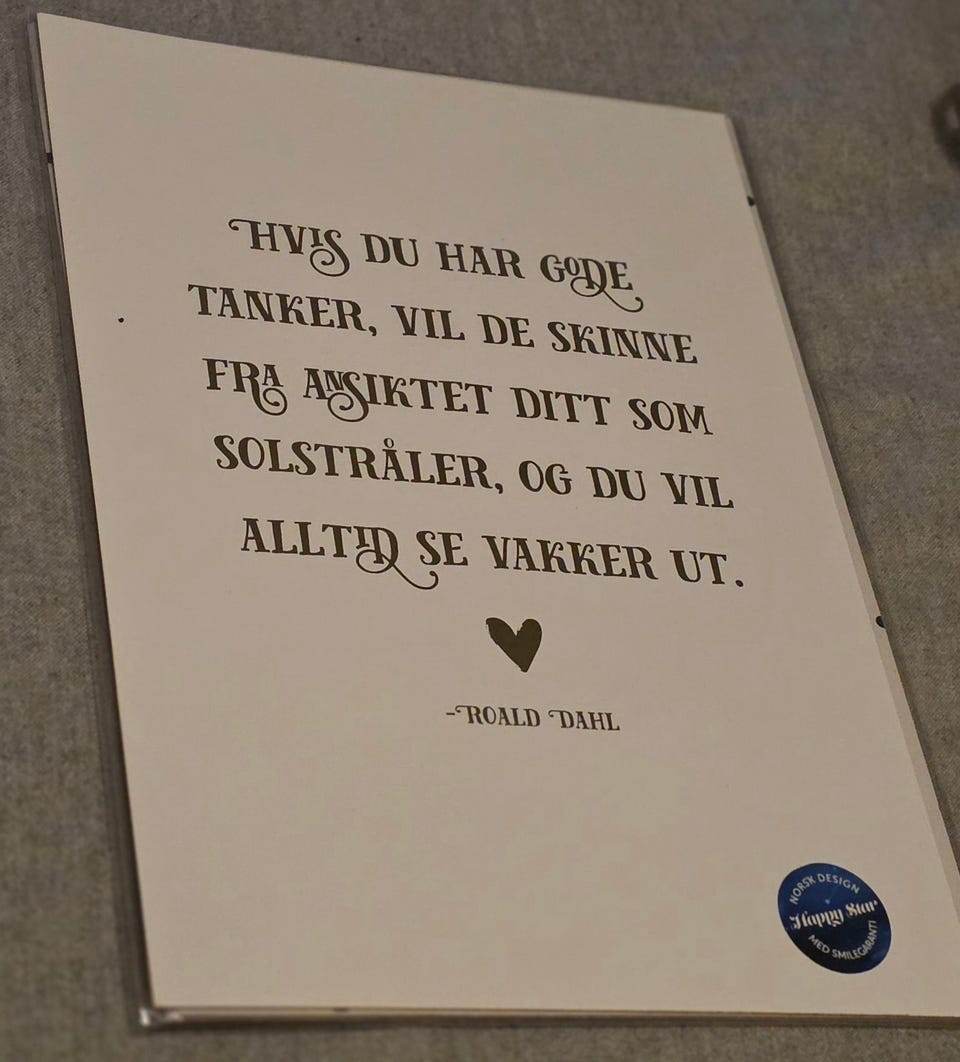 HVIS DU HAR GODE
TANKER, VIL DE SKINNE
FRA ANSIKTET DITT SOM
SOLSTRÅLER, OG DU VIL
ALLTID SE VAKKER UT.
-ROALD DAHL
NORSK DESIGN
Happy Star
MED SMILEGARANTI